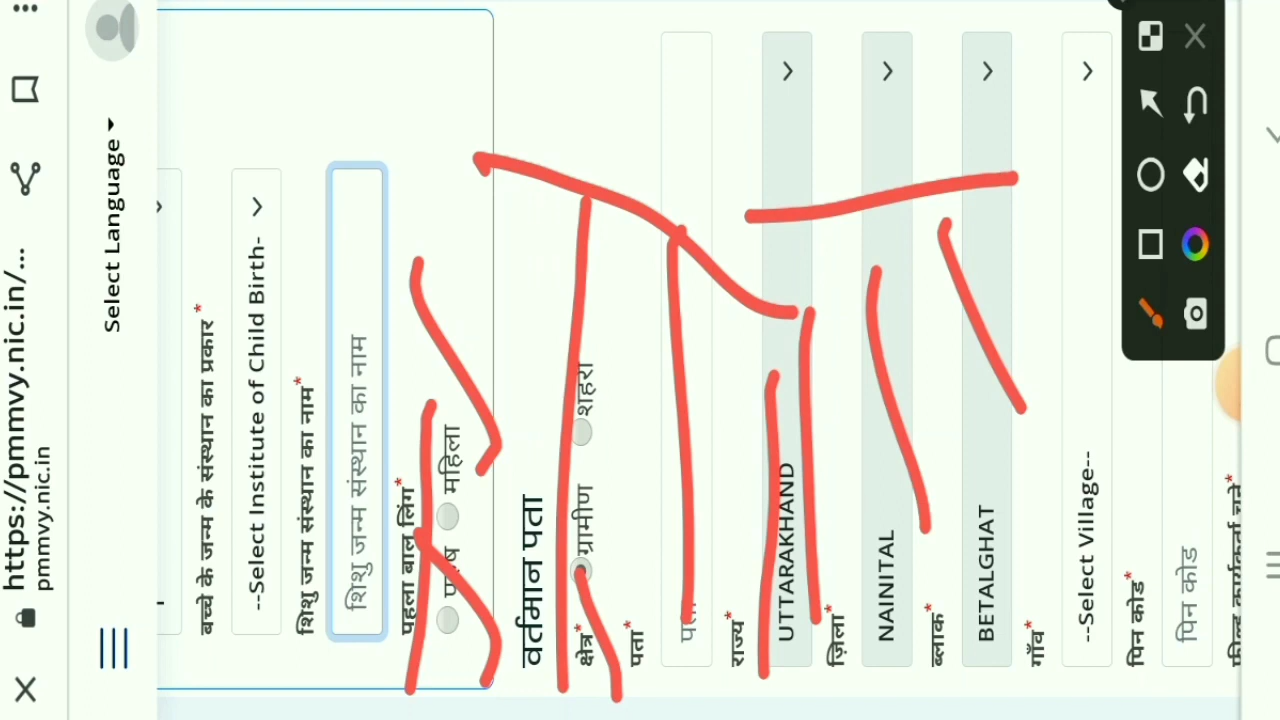 https://pmmvy.nic.in/...
pmmvy.nic.in
Select Language
बच्चे के जन्म के संस्थान का प्रकार*
--Select Institute of Child Birth-
शिशु जन्म संस्थान का नाम*
शिशु जन्म संस्थान का नाम
पहला बाल लिंग*
महिला
वर्तमान पता
क्षेत्र*
ग्रामीण शहरी
पता*
पता
राज्य*
UTTARAKHAND
ज़िला*
NAINITAL
ब्लाक*
BETALGHAT
गाँव*
--Select Village--
पिन कोड*
पिन कोड